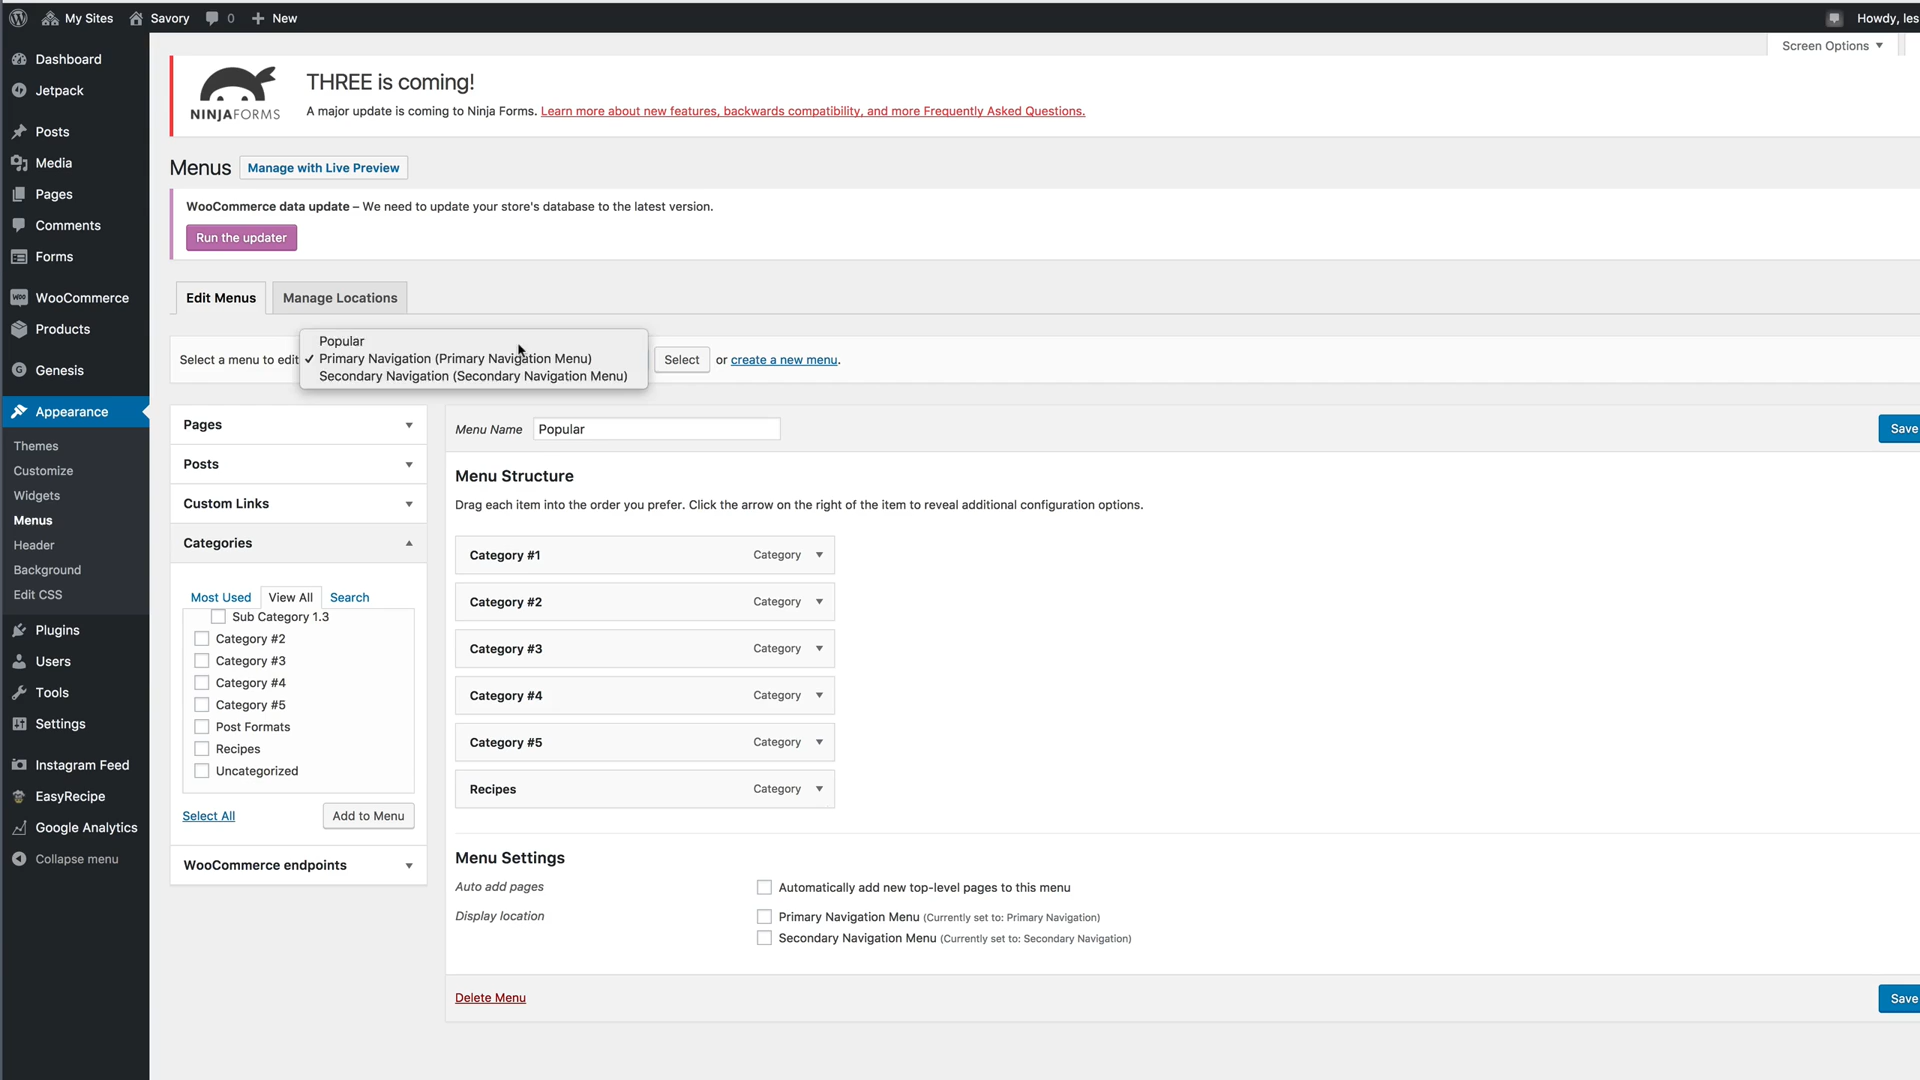 My Sites Savory 0 New Howdy, les
Screen Options
Dashboard
Jetpack
Posts
Media
Pages
Comments
Forms
WooCommerce
Products
Genesis
Appearance
Themes
Customize
Widgets
Menus
Header
Background
Edit CSS
Plugins
Users
Tools
Settings
Instagram Feed
EasyRecipe
Google Analytics
Collapse menu
NINJAFORMS
THREE is coming!
A major update is coming to Ninja Forms. Learn more about new features, backwards compatibility, and more Frequently Asked Questions.
Menus Manage with Live Preview
WooCommerce data update – We need to update your store's database to the latest version.
Run the updater
Edit Menus Manage Locations
Popular
Select a menu to edit ✓ Primary Navigation (Primary Navigation Menu) Select or create a new menu.
Secondary Navigation (Secondary Navigation Menu)
Pages
Posts
Custom Links
Categories
Most Used View All Search
Sub Category 1.3
Category #2
Category #3
Category #4
Category #5
Post Formats
Recipes
Uncategorized
Select All Add to Menu
WooCommerce endpoints
Menu Name Popular Save
Menu Structure
Drag each item into the order you prefer. Click the arrow on the right of the item to reveal additional configuration options.
Category #1 Category
Category #2 Category
Category #3 Category
Category #4 Category
Category #5 Category
Recipes Category
Menu Settings
Auto add pages Automatically add new top-level pages to this menu
Display location Primary Navigation Menu (Currently set to: Primary Navigation)
Secondary Navigation Menu (Currently set to: Secondary Navigation)
Delete Menu Save